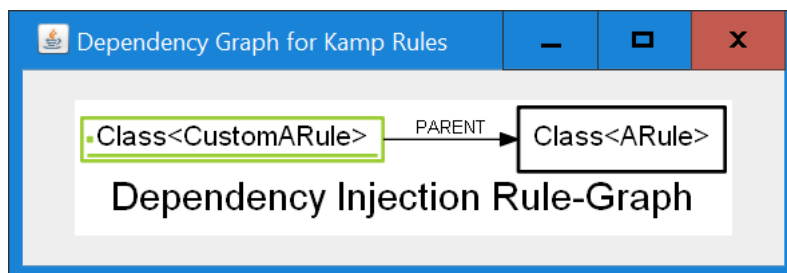 Dependency Graph for Kamp Rules
Class<CustomARule> PARENT Class<ARule>
Dependency Injection Rule-Graph